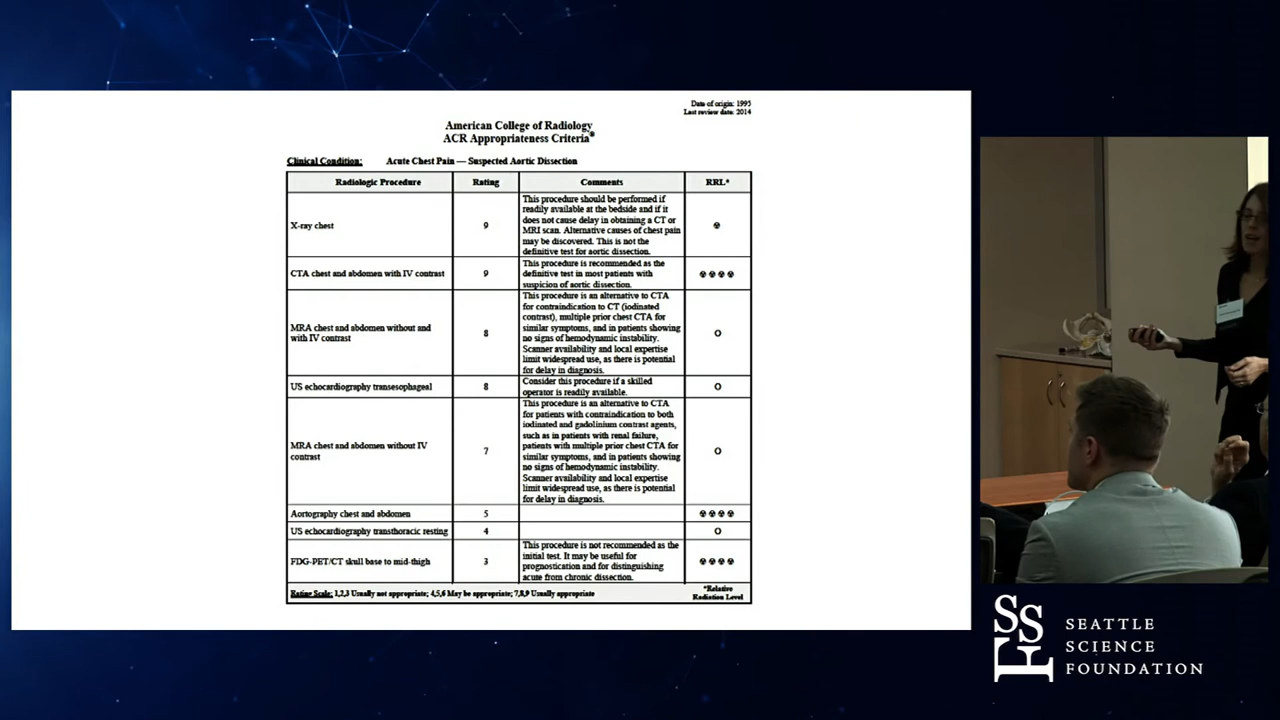 Date of origin: 1995
Last review date: 2014
American College of Radiology
ACR Appropriateness Criteria®
Clinical Condition: Acute Chest Pain — Suspected Aortic Dissection
Radiologic Procedure
Rating
Comments
RRL*
X-ray chest
9
This procedure should be performed if
readily available at the bedside and if it
does not cause delay in obtaining a CT or
MRI scan. Alternative causes of chest pain
may be discovered. This is not the
definitive test for aortic dissection.
CTA chest and abdomen with IV contrast
9
This procedure is recommended as the
definitive test in most patients with
suspicion of aortic dissection.
MRA chest and abdomen without and
with IV contrast
8
This procedure is an alternative to CTA
for contraindication to CT (iodinated
contrast), multiple prior chest CTA for
similar symptoms, and in patients showing
no signs of hemodynamic instability.
Scanner availability and local expertise
limit widespread use, as there is potential
for delay in diagnosis.
O
US echocardiography transesophageal
8
Consider this procedure if a skilled
operator is readily available.
O
MRA chest and abdomen without IV
contrast
7
This procedure is an alternative to CTA
for patients with contraindication to both
iodinated and gadolinium contrast agents,
such as in patients with renal failure,
patients with multiple prior chest CTA for
similar symptoms, and in patients showing
no signs of hemodynamic instability.
Scanner availability and local expertise
limit widespread use, as there is potential
for delay in diagnosis.
O
Aortography chest and abdomen
5
US echocardiography transthoracic resting
4
O
FDG-PET/CT skull base to mid-thigh
3
This procedure is not recommended as the
initial test. It may be useful for
prognostication and for distinguishing
acute from chronic dissection.
Rating Scale: 1,2,3 Usually not appropriate; 4,5,6 May be appropriate; 7,8,9 Usually appropriate
*Relative
Radiation Level
SSF
SEATTLE
SCIENCE
FOUNDATION